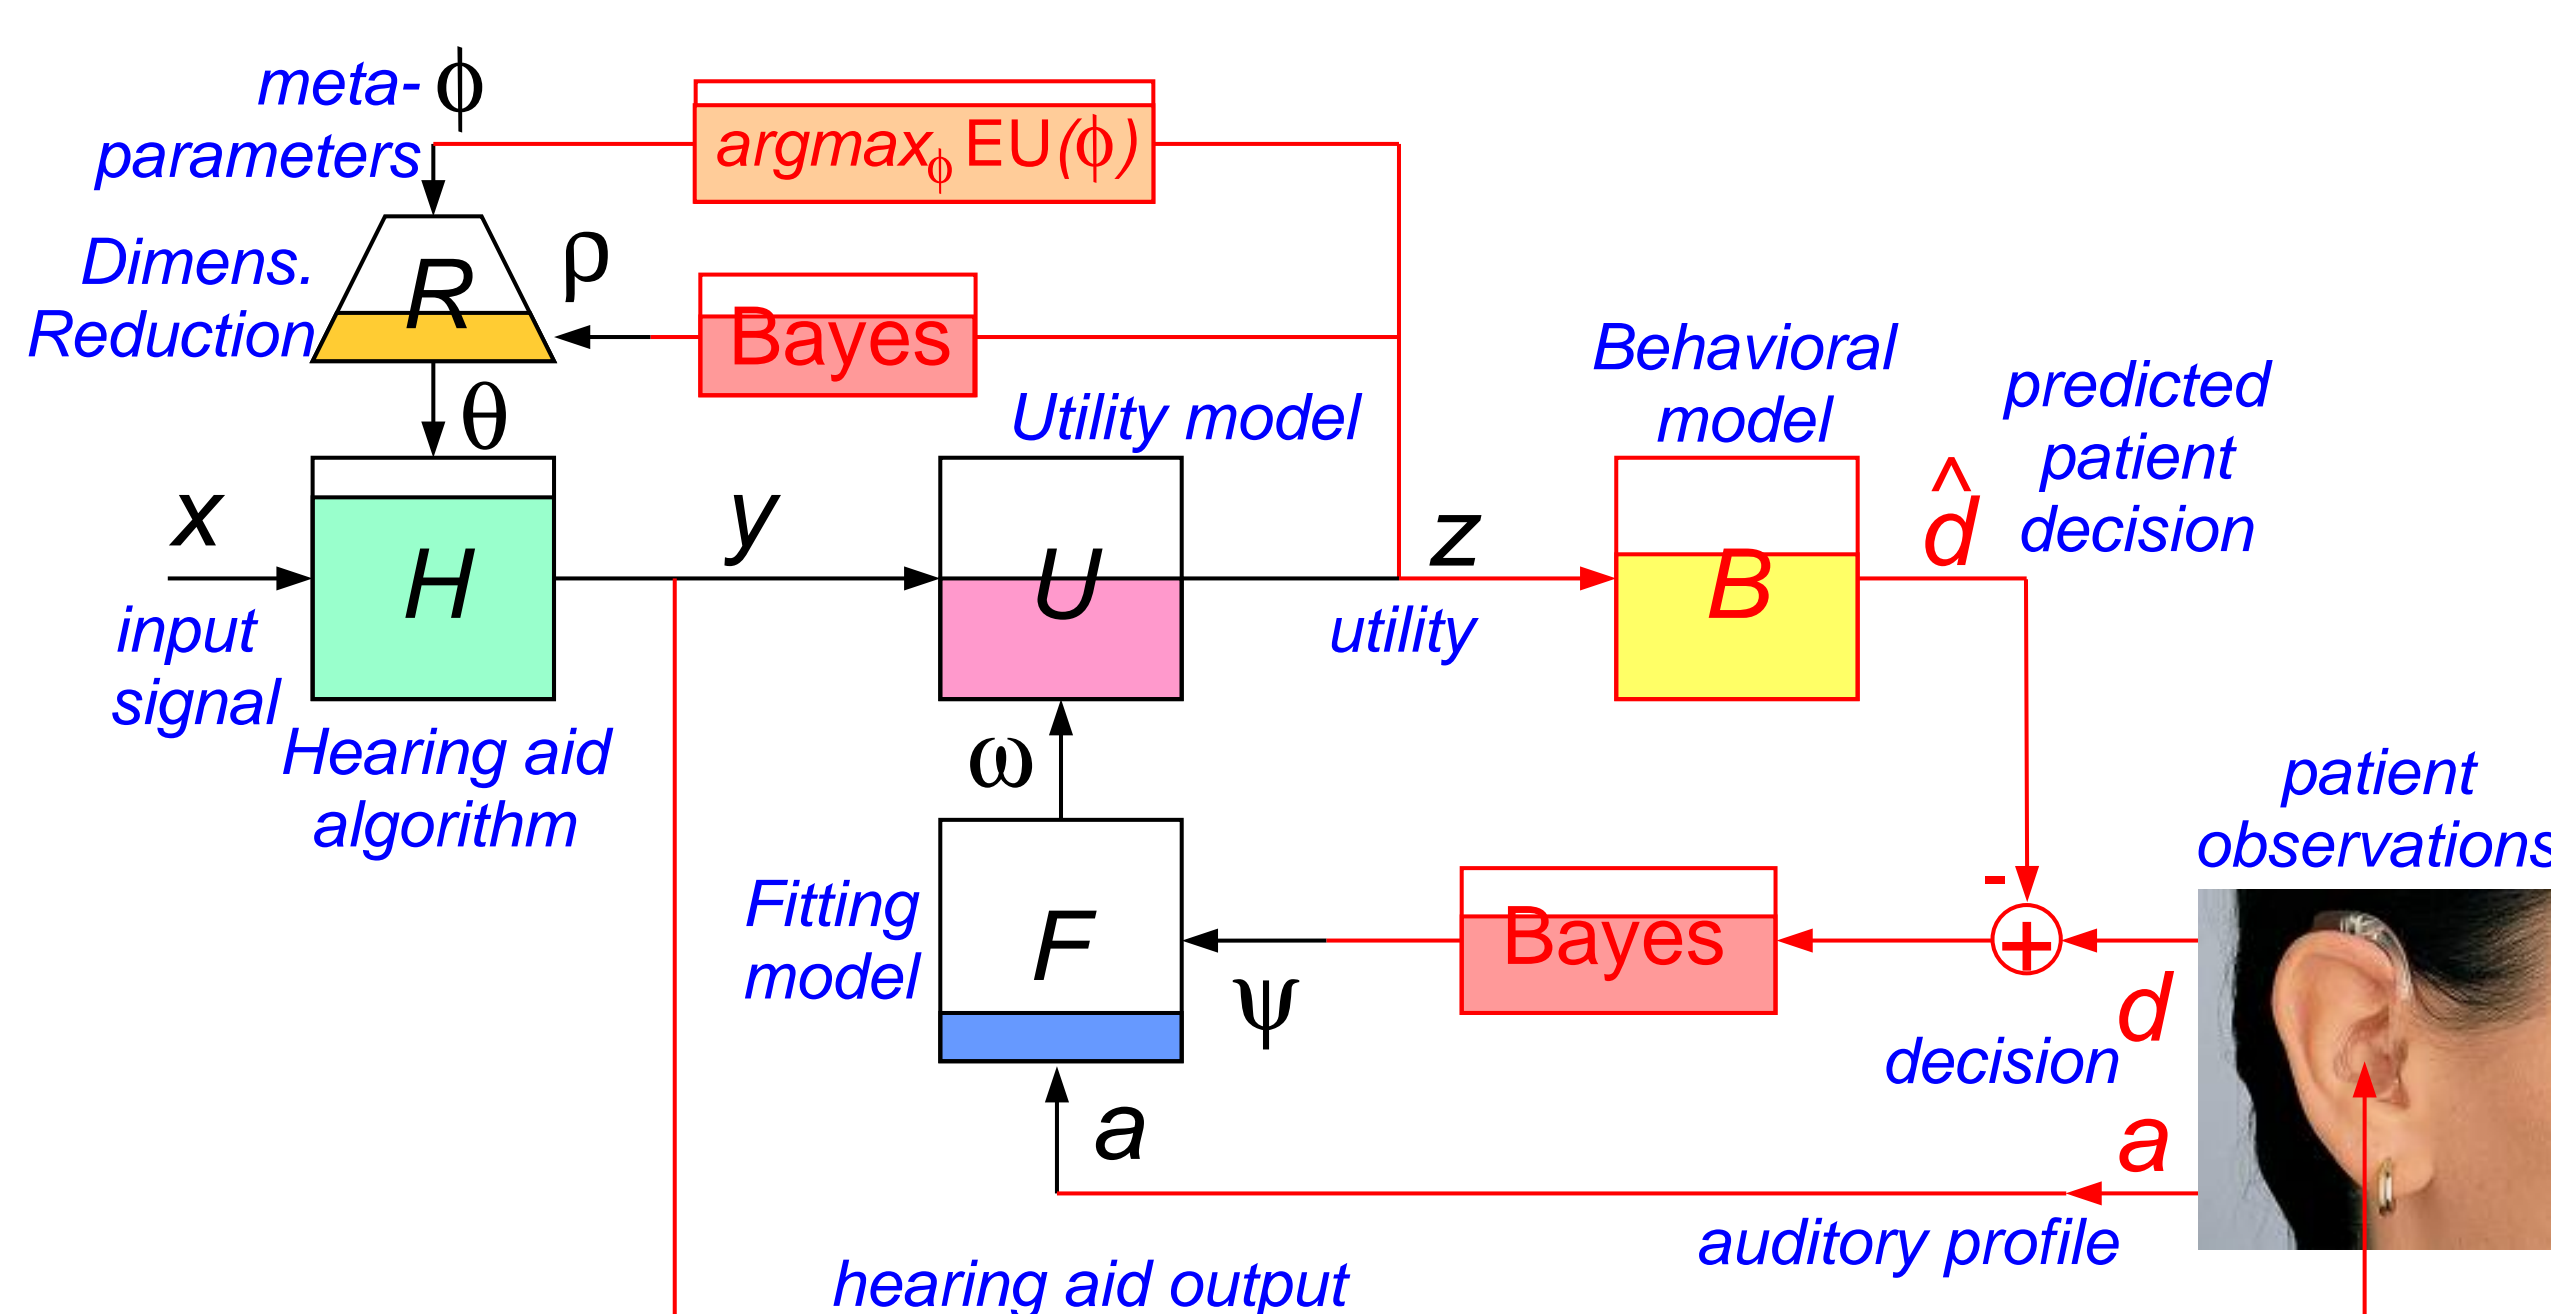 meta- ϕ
parameters
argmaxϕ EU(ϕ)
Dimens.
Reduction
R
ρ
Bayes
θ
Utility model
Behavioral
model
predicted
patient
decision
x
input
signal
H
Hearing aid
algorithm
y
U
z
utility
B
^
d
ω
Fitting
model
F
ψ
Bayes
-
+
patient
observations
d
decision
a
a
auditory profile
hearing aid output